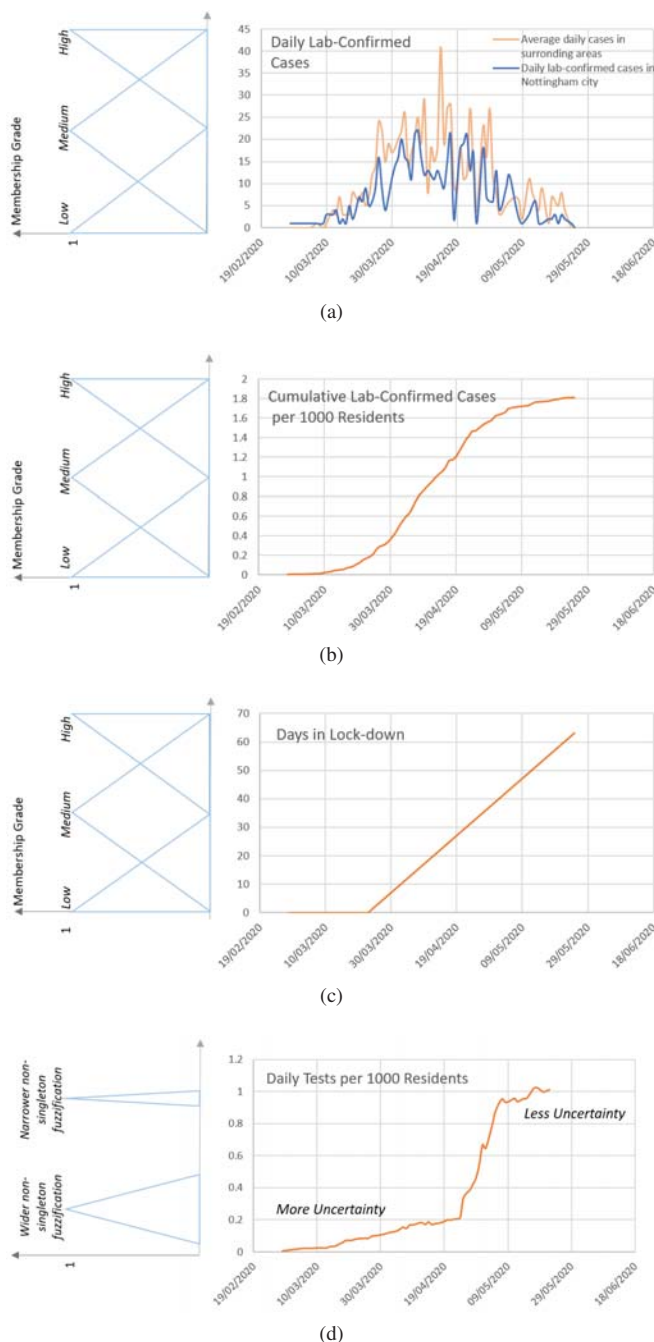 Membership Grade
1
Low
Medium
High
Daily Lab-Confirmed
Cases
Average daily cases in
surronding areas
Daily lab-confirmed cases in
Nottingham city
45
40
35
30
25
20
15
10
5
0
19/02/2020
10/03/2020
30/03/2020
19/04/2020
09/05/2020
29/05/2020
18/06/2020
(a)
Membership Grade
1
Low
Medium
High
Cumulative Lab-Confirmed Cases
per 1000 Residents
2
1.8
1.6
1.4
1.2
1
0.8
0.6
0.4
0.2
0
19/02/2020
10/03/2020
30/03/2020
19/04/2020
09/05/2020
29/05/2020
18/06/2020
(b)
Membership Grade
1
Low
Medium
High
Days in Lock-down
70
60
50
40
30
20
10
0
19/02/2020
10/03/2020
30/03/2020
19/04/2020
09/05/2020
29/05/2020
18/06/2020
(c)
Membership Grade
1
Wider non-
singleton
fuzzification
Narrower non-
singleton
fuzzification
Daily Tests per 1000 Residents
Less Uncertainty
More Uncertainty
1.2
1
0.8
0.6
0.4
0.2
0
19/02/2020
10/03/2020
30/03/2020
19/04/2020
09/05/2020
29/05/2020
18/06/2020
(d)